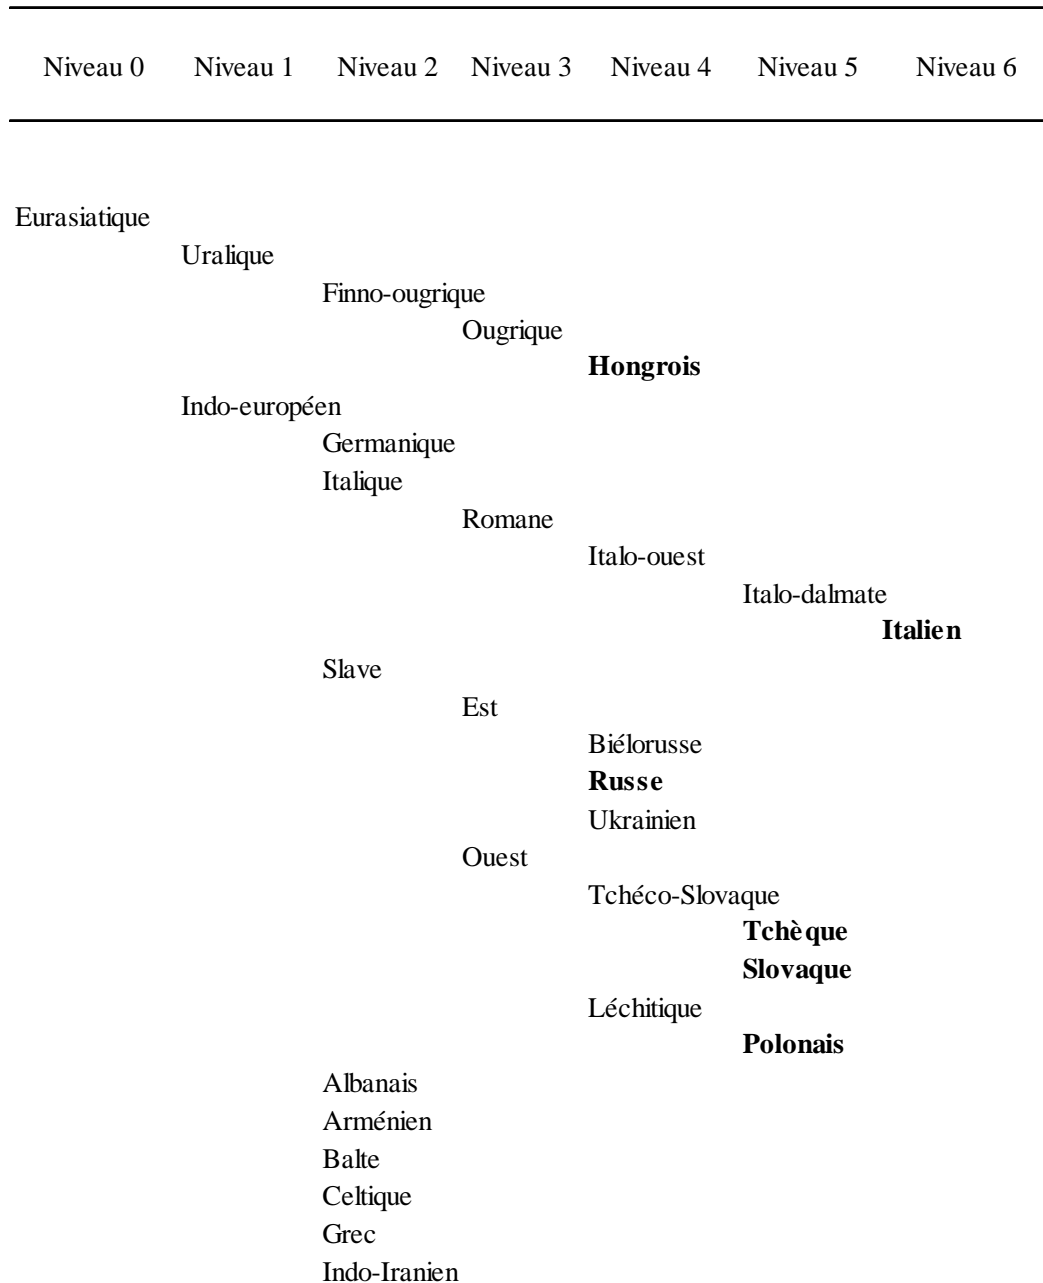 Niveau 0 Niveau 1 Niveau 2 Niveau 3 Niveau 4 Niveau 5 Niveau 6
Eurasiatique
Uralique
Finno-ougrique
Ougrique
Hongrois
Indo-européen
Germanique
Italique
Romane
Italo-ouest
Italo-dalmate
Italien
Slave
Est
Biélorusse
Russe
Ukrainien
Ouest
Tchéco-Slovaque
Tchèque
Slovaque
Léchitique
Polonais
Albanais
Arménien
Balte
Celtique
Grec
Indo-Iranien